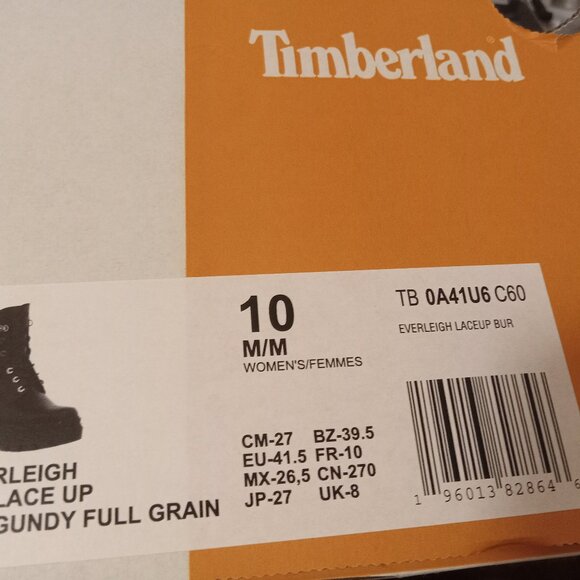 Timberland®
TB 0A41U6 C60
EVERLEIGH LACEUP BUR
10
M/M
WOMEN'S/FEMMES
CM-27 BZ-39.5
EU-41.5 FR-10
MX-26,5 CN-270
JP-27 UK-8
RLEIGH
LACE UP
GUNDY FULL GRAIN
1 96013 82864 6